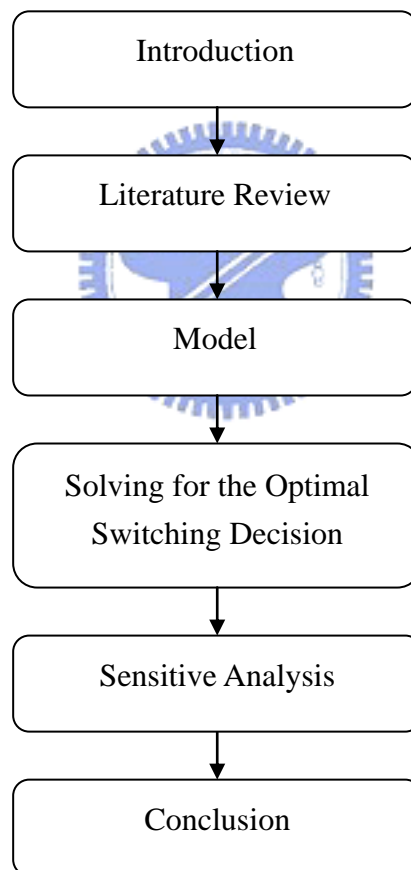 Introduction
Literature Review
Model
Solving for the Optimal
Switching Decision
Sensitive Analysis
Conclusion